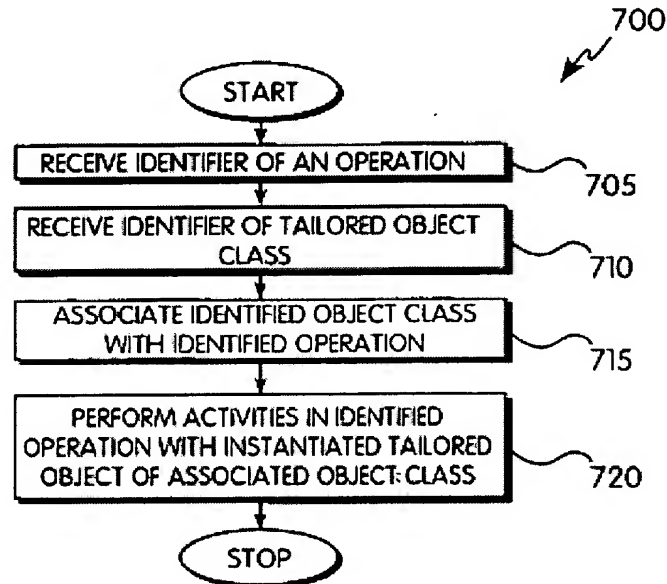 700
START
RECEIVE IDENTIFIER OF AN OPERATION
705
RECEIVE IDENTIFIER OF TAILORED OBJECT
CLASS
710
ASSOCIATE IDENTIFIED OBJECT CLASS
WITH IDENTIFIED OPERATION
715
PERFORM ACTIVITIES IN IDENTIFIED
OPERATION WITH INSTANTIATED TAILORED
OBJECT OF ASSOCIATED OBJECT CLASS
720
STOP